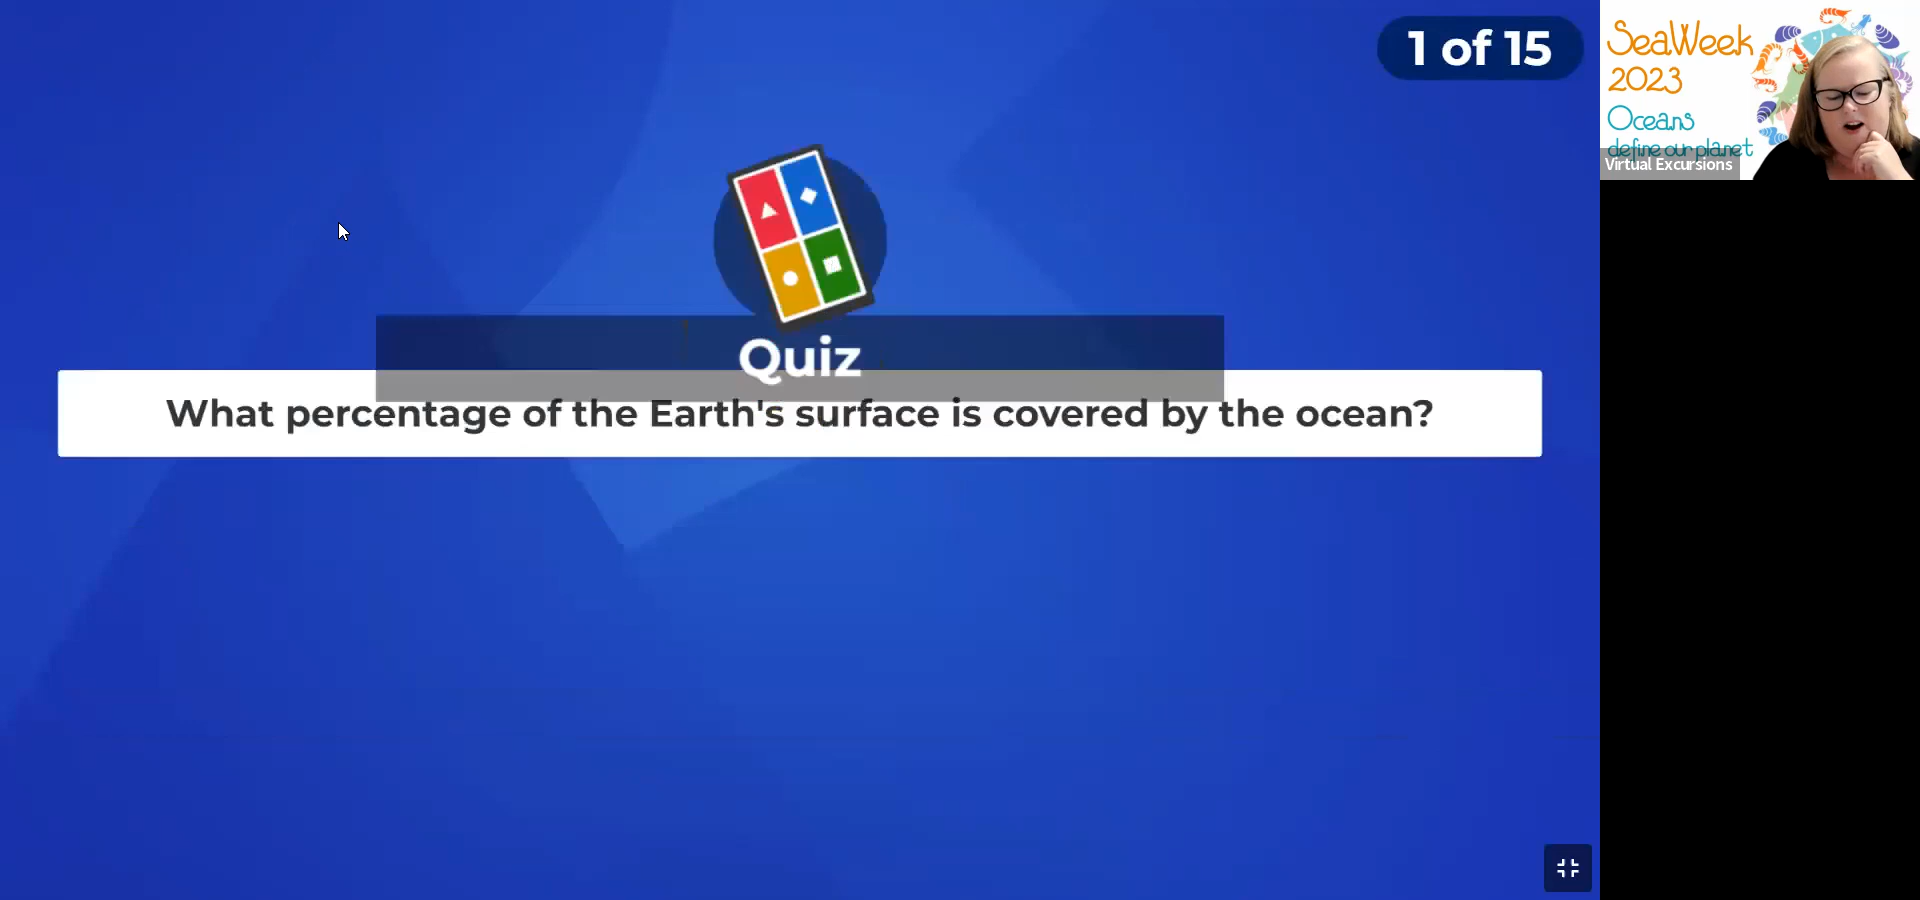 1 of 15
Quiz
What percentage of the Earth's surface is covered by the ocean?
SeaWeek
2023
Oceans
define our planet
Virtual Excursions